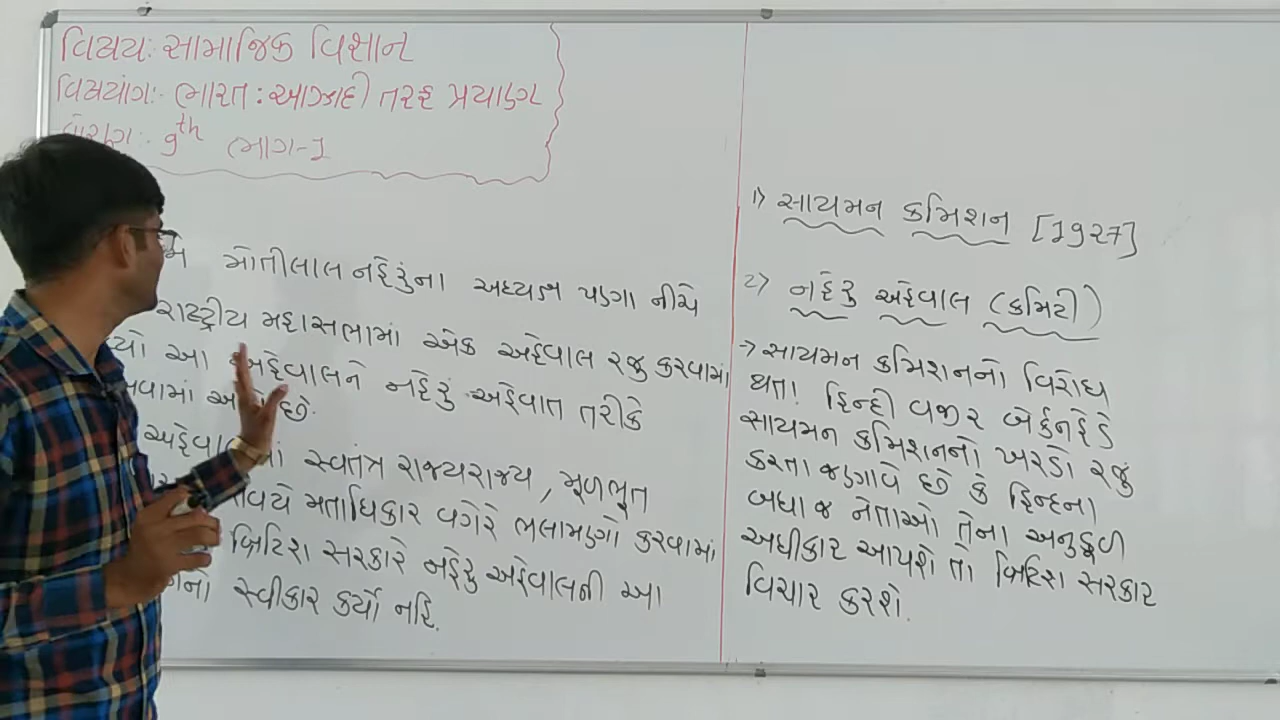 વિષય: સામાજિક વિજ્ઞાન
વિષયાંગ:- ભારત: આઝાદી તરફ પ્રયાણ
9th ભાગ-1
મોતીલાલ નહેરુંના અધ્યક્ષ પણા નીચે
રાષ્ટ્રીય મહાસભામાં એક અહેવાલ રજુ કરવામાં
આ અહેવાલને નહેરું અહેવાત તરીકે
છે.
સ્વતંત્ર રાજ્યરાજ્ય, મૂળભૂત
મતાધિકાર વગેરે ભલામણો કરવામાં
બ્રિટિશ સરકારે નહેરુ અહેવાલની આ
સ્વીકાર કર્યો નહિ.
1) સાયમન કમિશન [1927]
2) નહેરુ અહેવાલ (કમિટી)
→ સાયમન કમિશનનો વિરોધ
થતા! હિન્દી વજીર બર્કનહેડે
સાયમન કમિશનનો ખરડો રજું
કરતા જણાવે છે કે હિન્દના
બધા જ નેતાઓ તેના અનુકૂળ
અધીકાર આપશે તો બ્રિટિશ સરકાર
વિચાર કરશે.